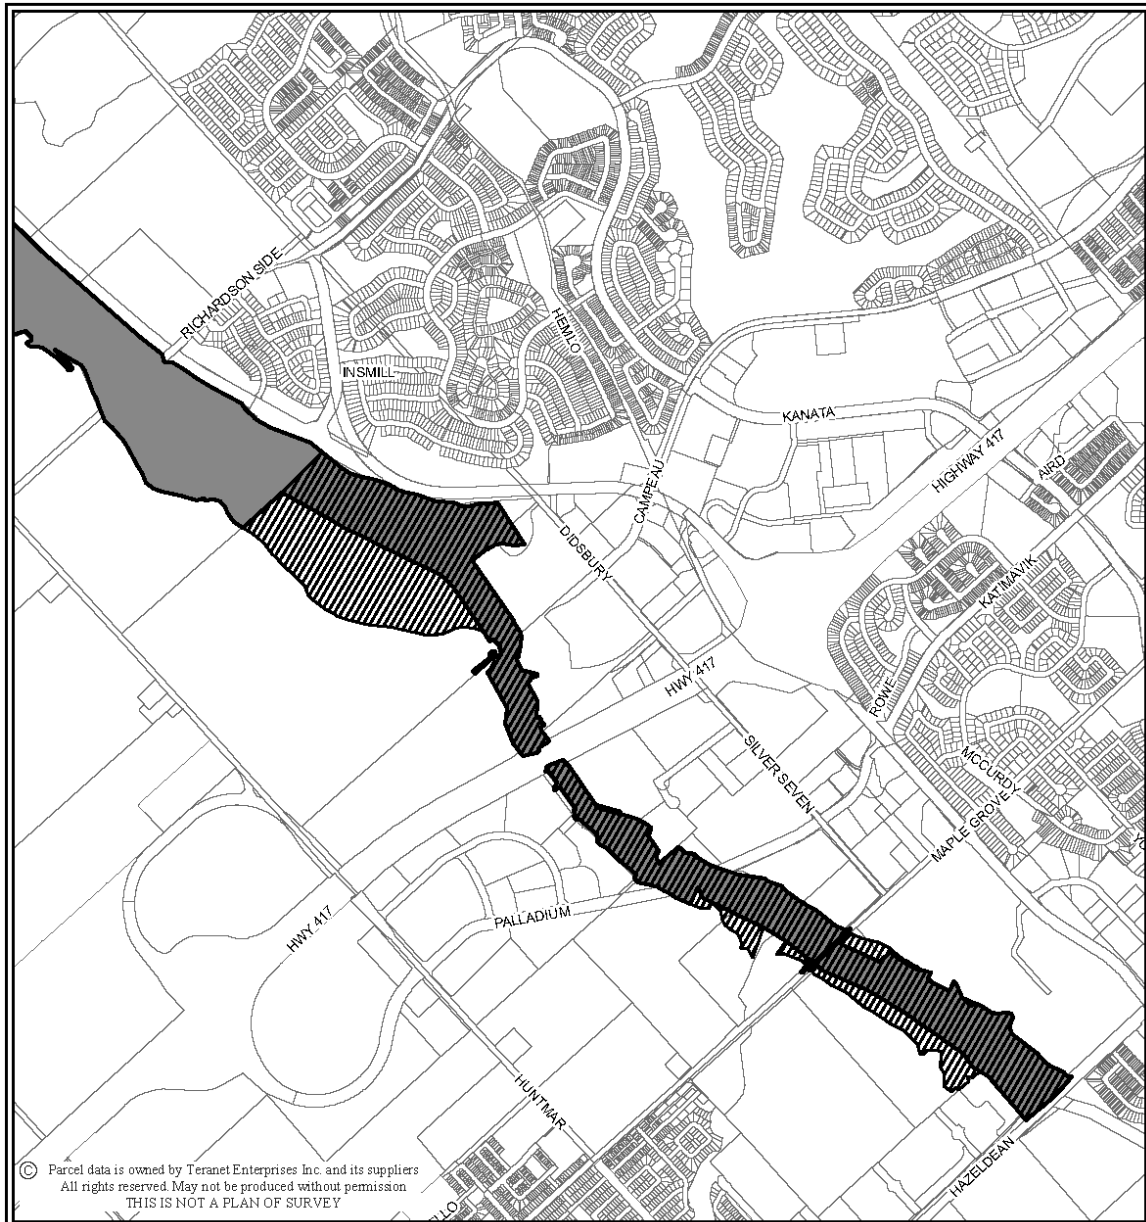 RICHARDSON SIDE
INSMILL
HEMLO
KANATA
CAMPEAU
HIGHWAY 417
AIRD
DIDSBURY
KATIMAVIK
HWY 417
ROWE
SILVER SEVEN
MCCURDY
MAPLE GROVE
HWY 417
PALLADIUM
HUNTMAR
HAZELDEAN
© Parcel data is owned by Teranet Enterprises Inc. and its suppliers
All rights reserved. May not be produced without permission
THIS IS NOT A PLAN OF SURVEY